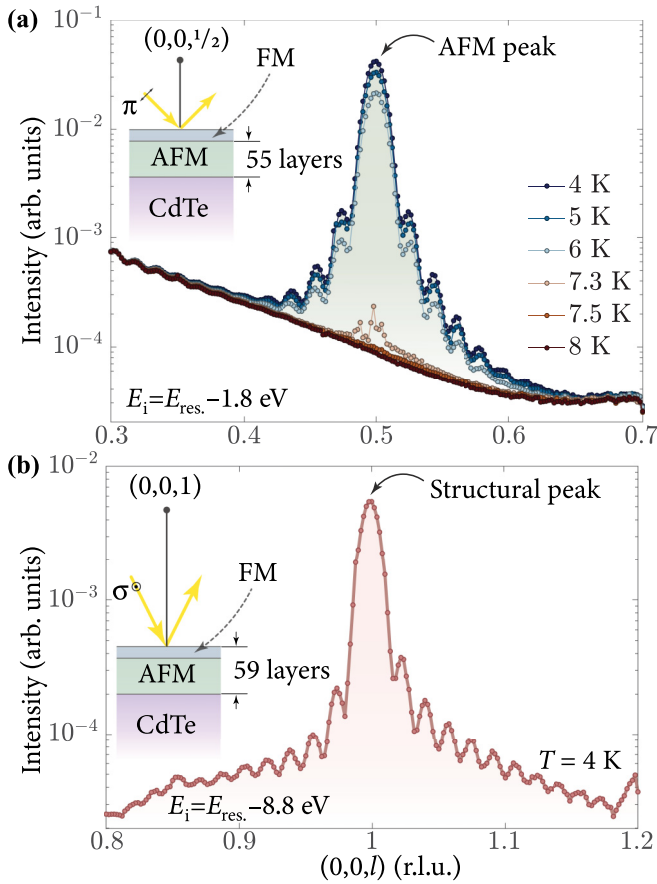 (a)
10⁻¹
10⁻²
10⁻³
10⁻⁴
Intensity (arb. units)
(0,0,1/2)
FM
π
AFM
55 layers
CdTe
AFM peak
4 K
5 K
6 K
7.3 K
7.5 K
8 K
Eᵢ=E_res.–1.8 eV
0.3 0.4 0.5 0.6 0.7
(b)
10⁻²
10⁻³
10⁻⁴
Intensity (arb. units)
(0,0,1)
Structural peak
σ
FM
AFM
59 layers
CdTe
T = 4 K
Eᵢ=E_res.–8.8 eV
0.8 0.9 1 1.1 1.2
(0,0,l) (r.l.u.)